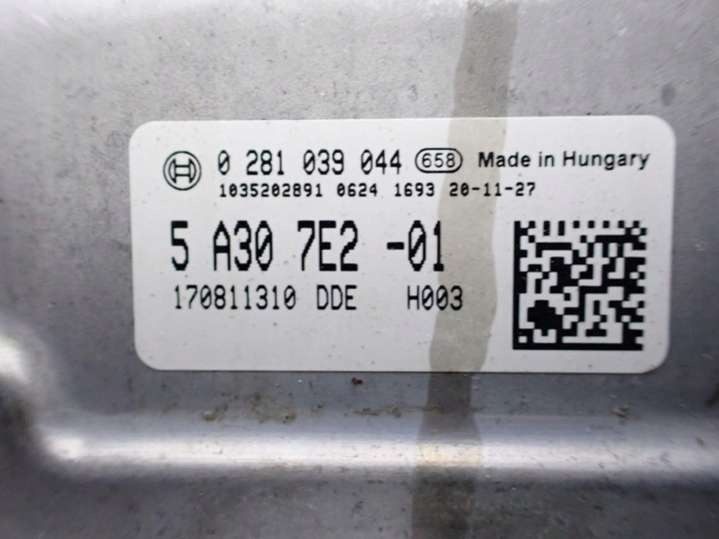 0 281 039 044 658 Made in Hungary
1035202891 0624 1693 20-11-27
5 A30 7E2 -01
170811310 DDE H003